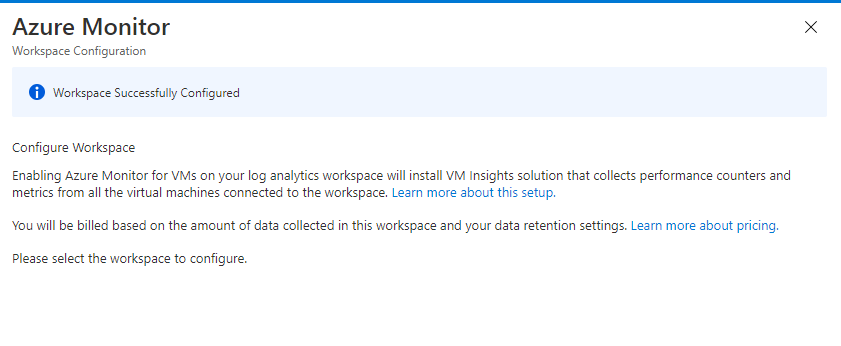 Azure Monitor
Workspace Configuration
Workspace Successfully Configured
Configure Workspace
Enabling Azure Monitor for VMs on your log analytics workspace will install VM Insights solution that collects performance counters and
metrics from all the virtual machines connected to the workspace. Learn more about this setup.
You will be billed based on the amount of data collected in this workspace and your data retention settings. Learn more about pricing.
Please select the workspace to configure.